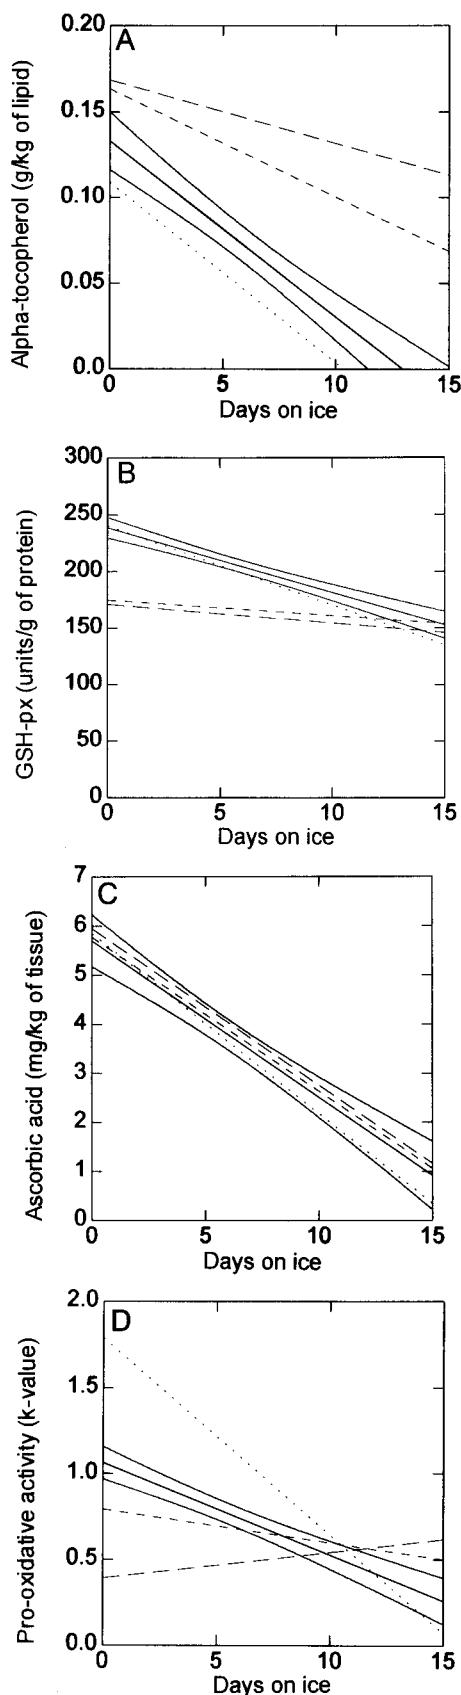 A
Alpha-tocopherol (g/kg of lipid)
0.20
0.15
0.10
0.05
0.0
0 5 10 15
Days on ice
B
GSH-px (units/g of protein)
300
250
200
150
100
50
0
0 5 10 15
Days on ice
C
Ascorbic acid (mg/kg of tissue)
7
6
5
4
3
2
1
0
0 5 10 15
Days on ice
D
Pro-oxidative activity (k-value)
2.0
1.5
1.0
0.5
0.0
0 5 10 15
Days on ice